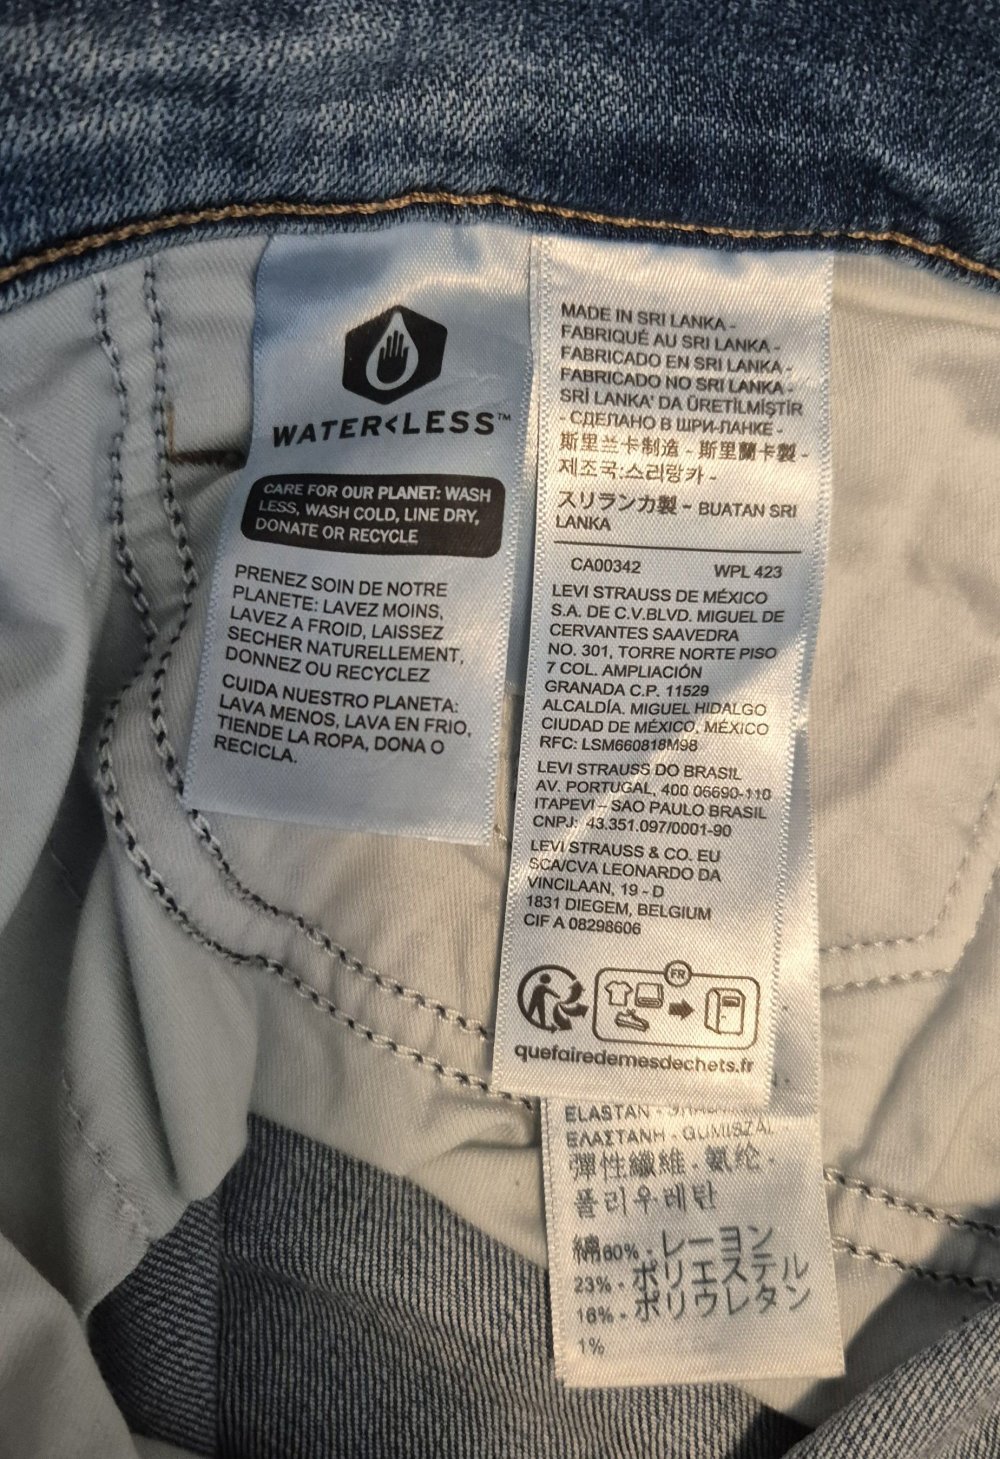 WATER<LESS™
CARE FOR OUR PLANET: WASH
LESS, WASH COLD, LINE DRY,
DONATE OR RECYCLE
PRENEZ SOIN DE NOTRE
PLANETE: LAVEZ MOINS,
LAVEZ A FROID, LAISSEZ
SECHER NATURELLEMENT,
DONNEZ OU RECYCLEZ
CUIDA NUESTRO PLANETA:
LAVA MENOS, LAVA EN FRIO,
TIENDE LA ROPA, DONA O
RECICLA.
MADE IN SRI LANKA -
FABRIQUÉ AU SRI LANKA -
FABRICADO EN SRI LANKA -
FABRICADO NO SRI LANKA -
SRİ LANKA' DA ÜRETİLMİŞTİR
- СДЕЛАНО В ШРИ-ЛАНКЕ -
斯里兰卡制造 - 斯里蘭卡製 -
제조국:스리랑카 -
スリランカ製 - BUATAN SRI
LANKA
CA00342 WPL 423
LEVI STRAUSS DE MÉXICO
S.A. DE C.V.BLVD. MIGUEL DE
CERVANTES SAAVEDRA
NO. 301, TORRE NORTE PISO
7 COL. AMPLIACIÓN
GRANADA C.P. 11529
ALCALDÍA. MIGUEL HIDALGO
CIUDAD DE MÉXICO, MÉXICO
RFC: LSM660818M98
LEVI STRAUSS DO BRASIL
AV. PORTUGAL, 400 06690-110
ITAPEVI – SAO PAULO BRASIL
CNPJ: 43.351.097/0001-90
LEVI STRAUSS & CO. EU
SCA/CVA LEONARDO DA
VINCILAAN, 19 - D
1831 DIEGEM, BELGIUM
CIF A 08298606
FR
quefairedemesdechets.fr
ELASTAN -
ΕΛΑΣΤΑΝΗ - GUMISZÁL -
彈性纖維 - 氨纶 -
폴리우레탄
綿60% - レーヨン
23% - ポリエステル
16% - ポリウレタン
1%